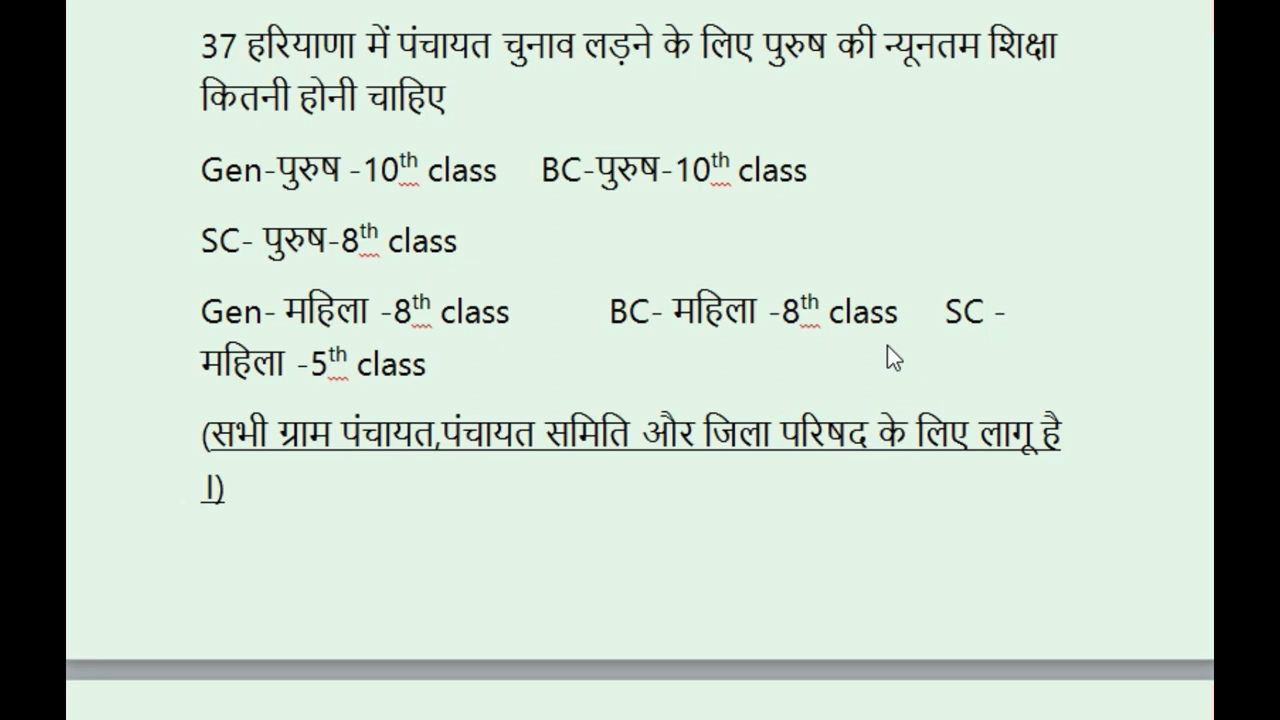 37 हरियाणा में पंचायत चुनाव लड़ने के लिए पुरुष की न्यूनतम शिक्षा
कितनी होनी चाहिए
Gen-पुरुष -10th class BC-पुरुष-10th class
SC- पुरुष-8th class
Gen- महिला -8th class BC- महिला -8th class SC -
महिला -5th class
(सभी ग्राम पंचायत,पंचायत समिति और जिला परिषद के लिए लागू है
।)